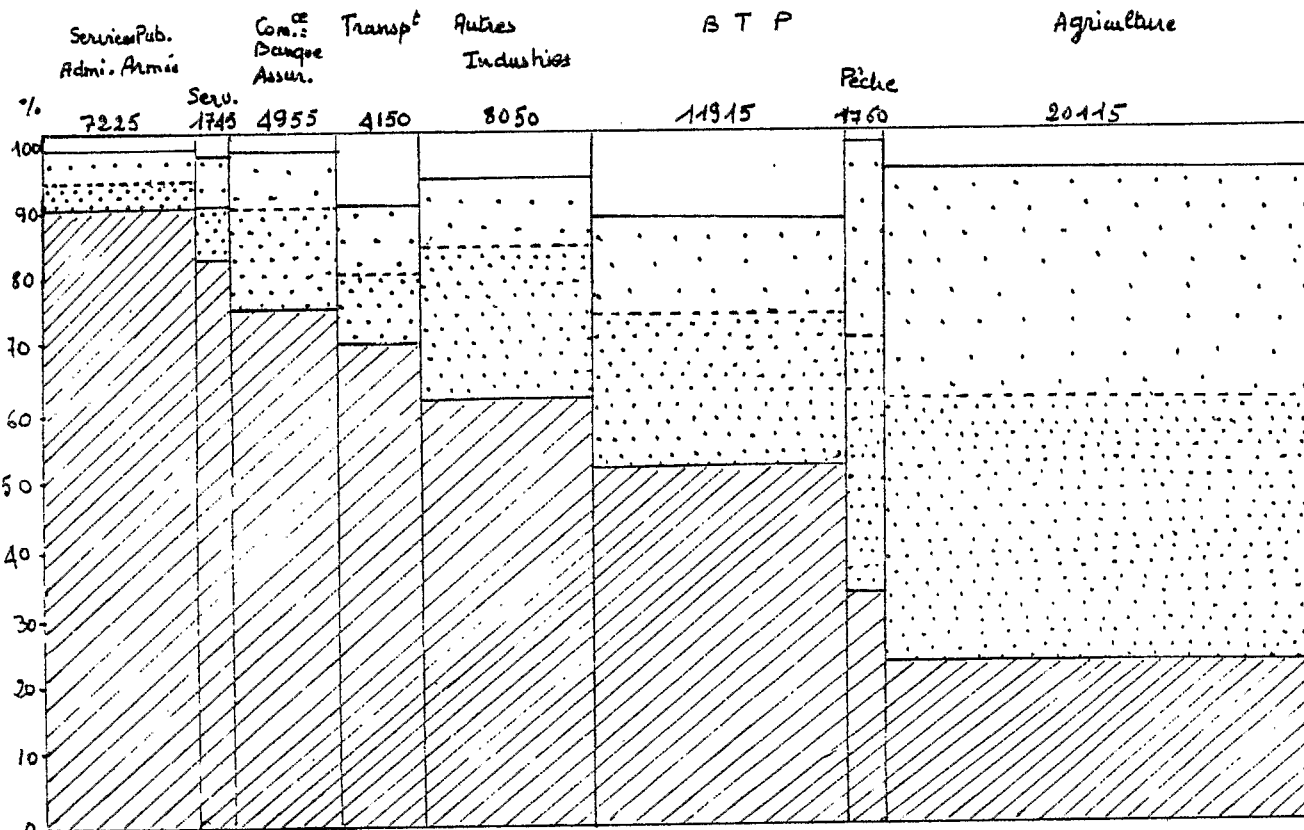 Services Pub.
Admi. Armée
Serv.
Com.ce
Banque
Assur.
Transpt
Autres
Industries
B T P
Pêche
Agriculture
%
7225
1745
4955
4150
8050
11915
1760
20115
100
90
80
70
60
50
40
30
20
10
0